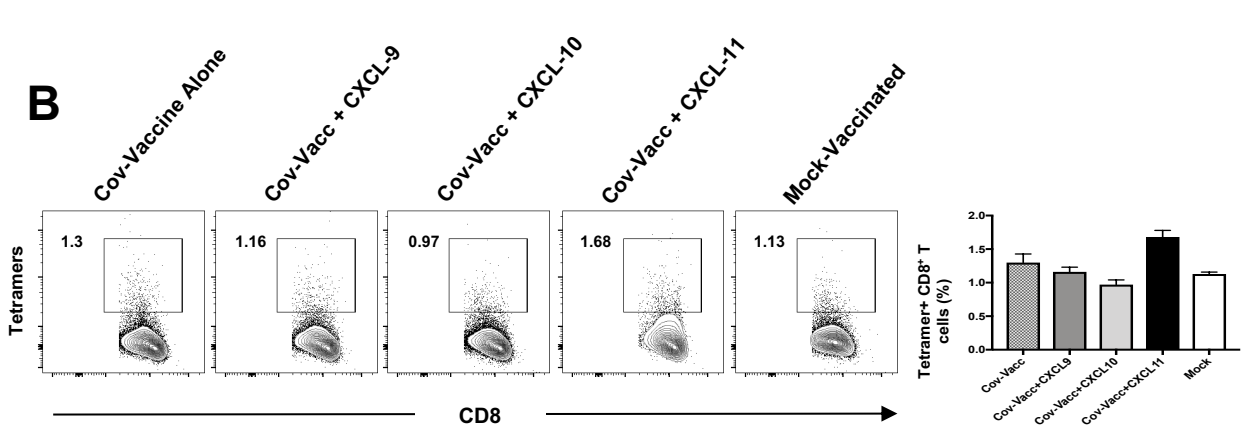 B
Cov-Vaccine Alone
Cov-Vacc + CXCL-9
Cov-Vacc + CXCL-10
Cov-Vacc + CXCL-11
Mock-Vaccinated
Tetramers
1.3
1.16
0.97
1.68
1.13
CD8
Tetramer+ CD8⁺ T
cells (%)
2.0
1.5
1.0
0.5
0.0
Cov-Vacc
Cov-Vacc+CXCL9
Cov-Vacc+CXCL10
Cov-Vacc+CXCL11
Mock